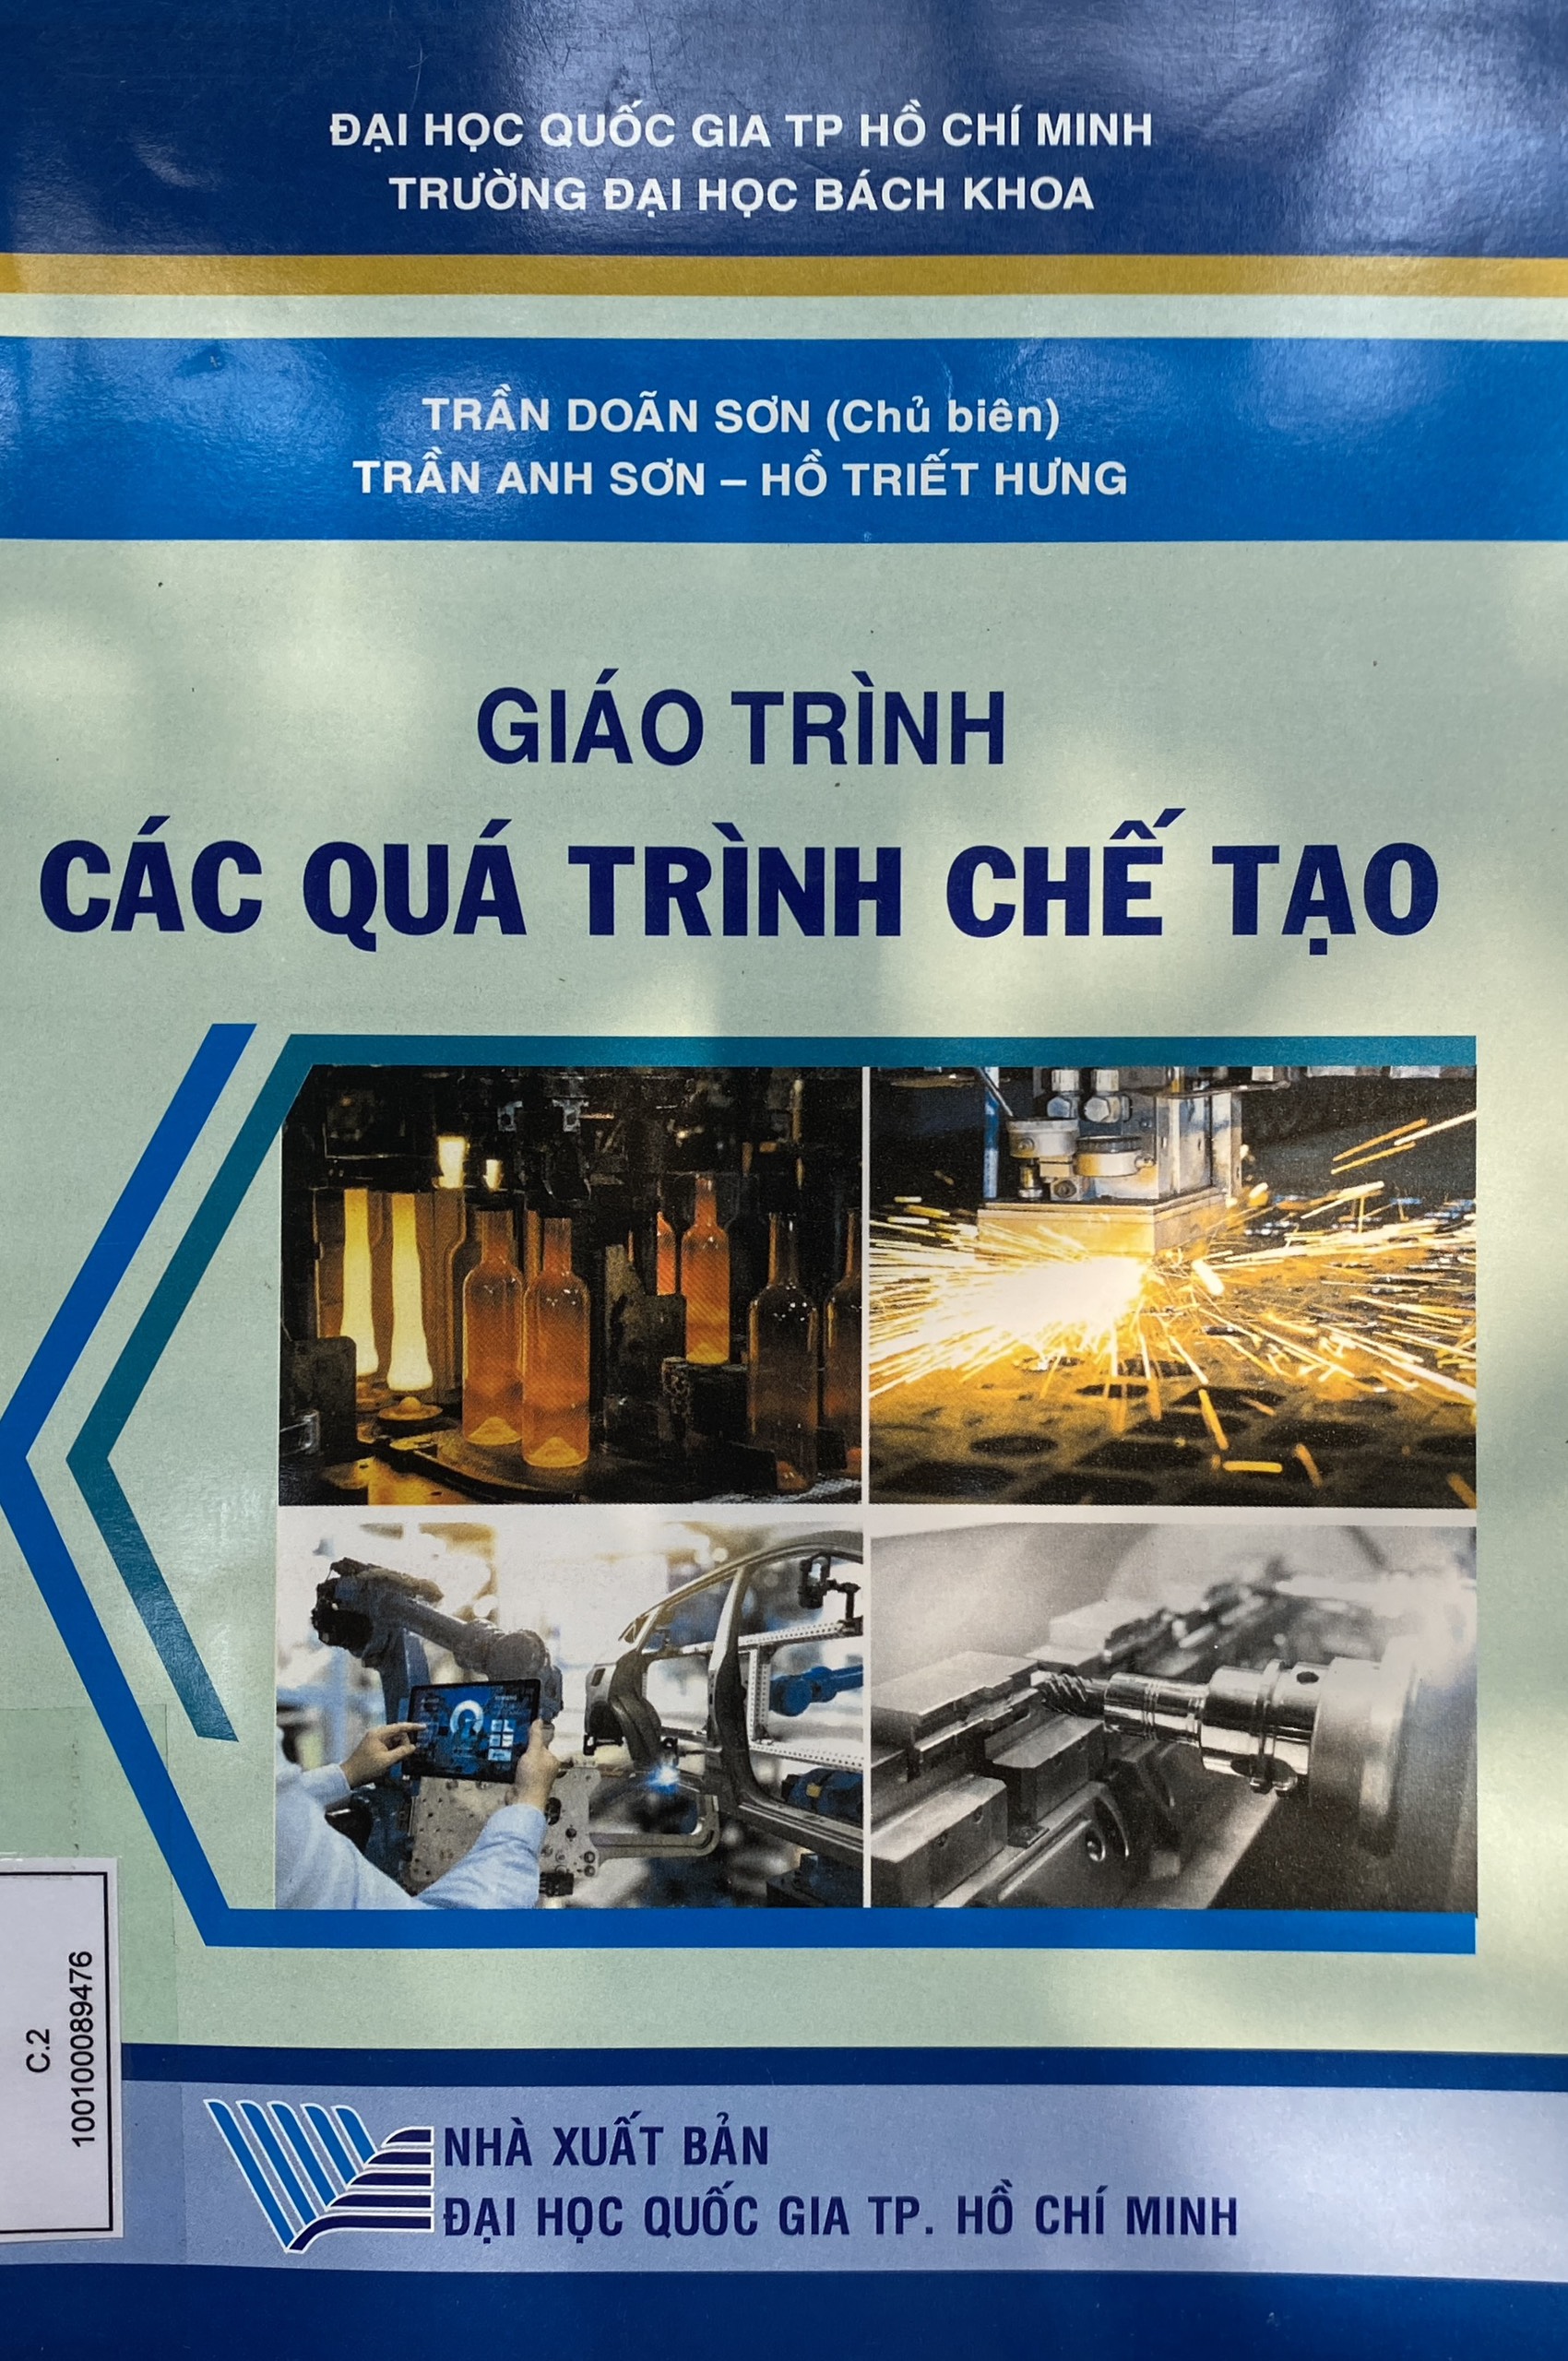 ĐẠI HỌC QUỐC GIA TP HỒ CHÍ MINH
TRƯỜNG ĐẠI HỌC BÁCH KHOA
TRẦN DOÃN SƠN (Chủ biên)
TRẦN ANH SƠN – HỒ TRIẾT HƯNG
GIÁO TRÌNH
CÁC QUÁ TRÌNH CHẾ TẠO
C.2
100100089476
NHÀ XUẤT BẢN
ĐẠI HỌC QUỐC GIA TP. HỒ CHÍ MINH